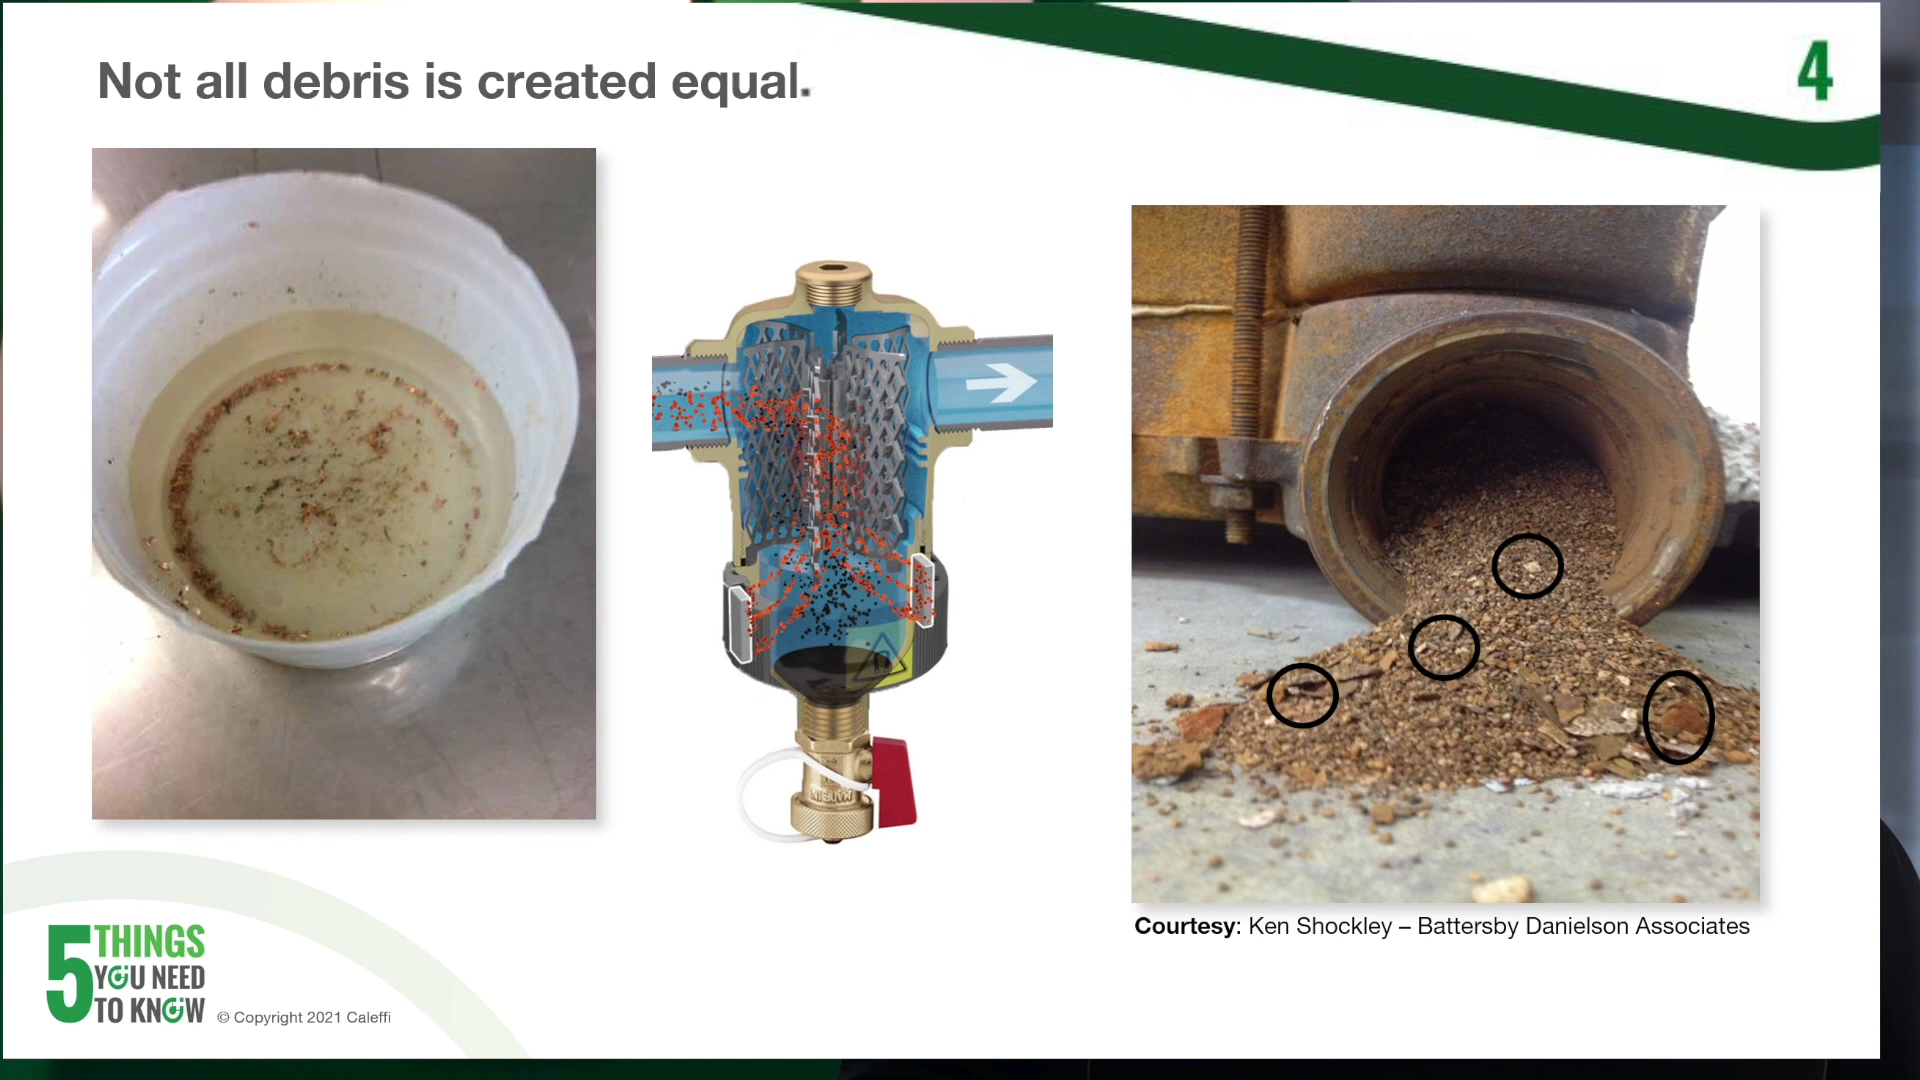 Not all debris is created equal.
4
Courtesy: Ken Shockley – Battersby Danielson Associates
5 THINGS
YOU NEED
TO KNOW
© Copyright 2021 Caleffi